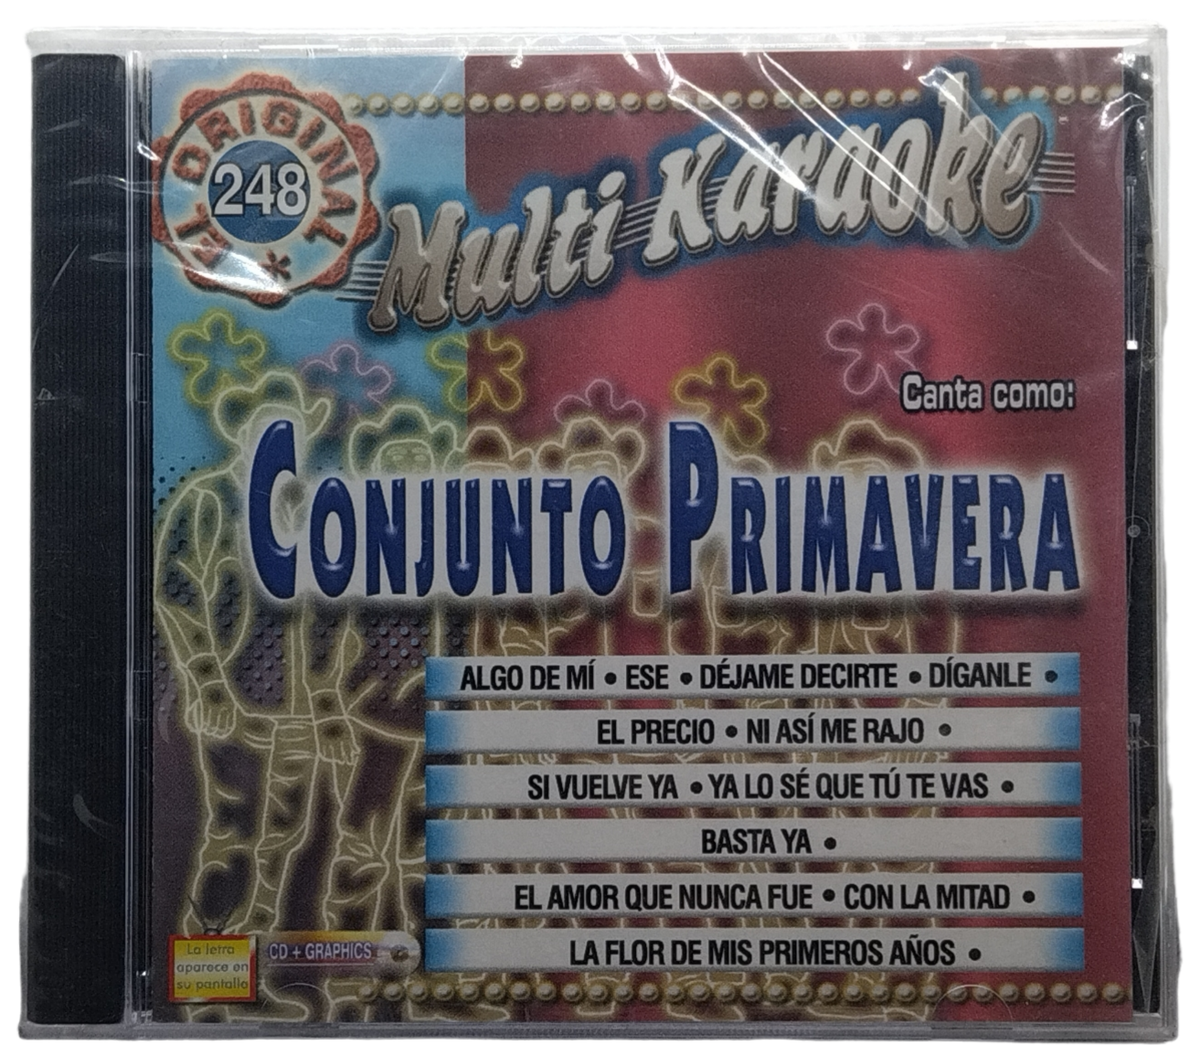 EL ORIGINAL
248
Multi Karaoke
Canta como:
CONJUNTO PRIMAVERA
ALGO DE MÍ • ESE • DÉJAME DECIRTE • DÍGANLE •
EL PRECIO • NI ASÍ ME RAJO •
SI VUELVE YA • YA LO SÉ QUE TÚ TE VAS •
BASTA YA •
EL AMOR QUE NUNCA FUE • CON LA MITAD •
LA FLOR DE MIS PRIMEROS AÑOS •
La letra
aparece en
su pantalla
CD + GRAPHICS